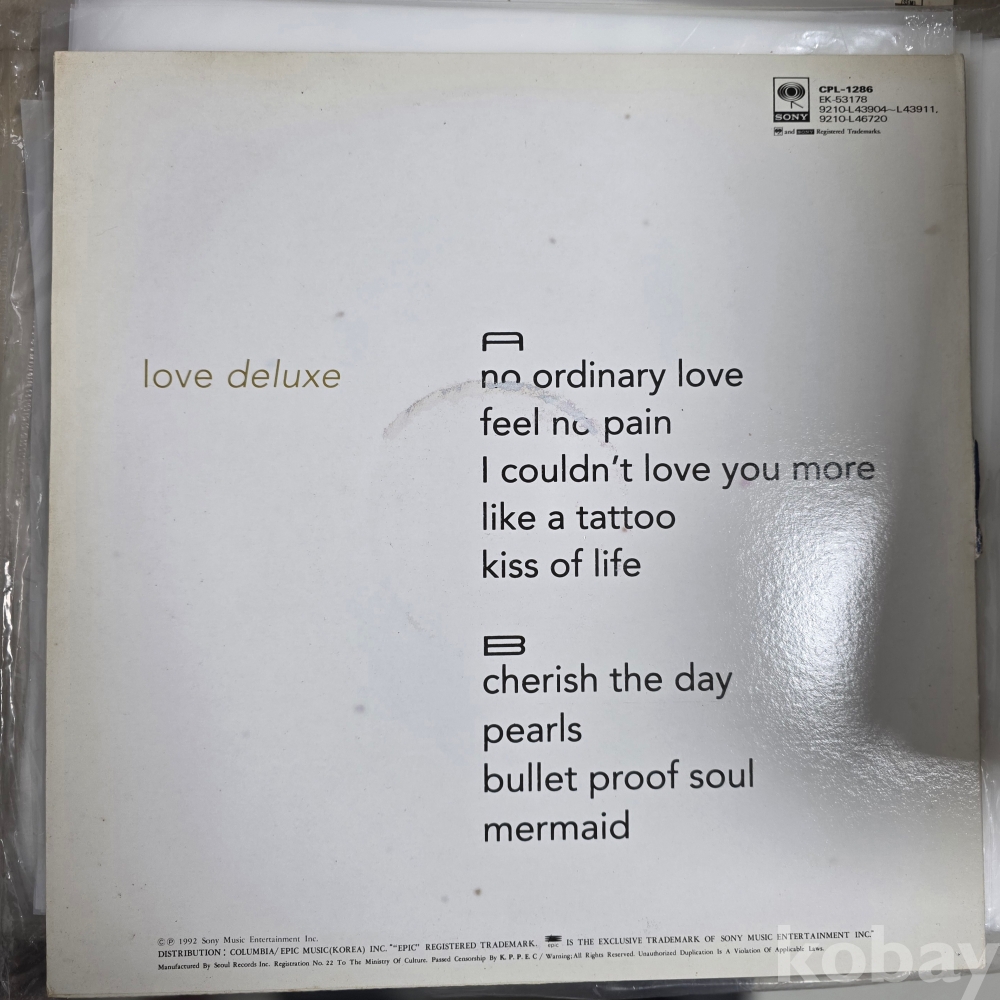 SONY
CPL-1286
EK-53178
9210-L43904~L43911,
9210-L46720
and SONY Registered Trademarks.
love deluxe
A
no ordinary love
feel no pain
I couldn't love you more
like a tattoo
kiss of life
B
cherish the day
pearls
bullet proof soul
mermaid
©℗ 1992 Sony Music Entertainment Inc.
DISTRIBUTION: COLUMBIA/EPIC MUSIC(KOREA) INC. "“EPIC” REGISTERED TRADEMARK. epic IS THE EXCLUSIVE TRADEMARK OF SONY MUSIC ENTERTAINMENT INC."
Manufactured By Seoul Records Inc. Registration No. 22 To The Ministry Of Culture. Passed Censorship By K. P. P. E. C / Warning; All Rights Reserved. Unauthorized Duplication Is A Violation Of Applicable Laws.
kobay